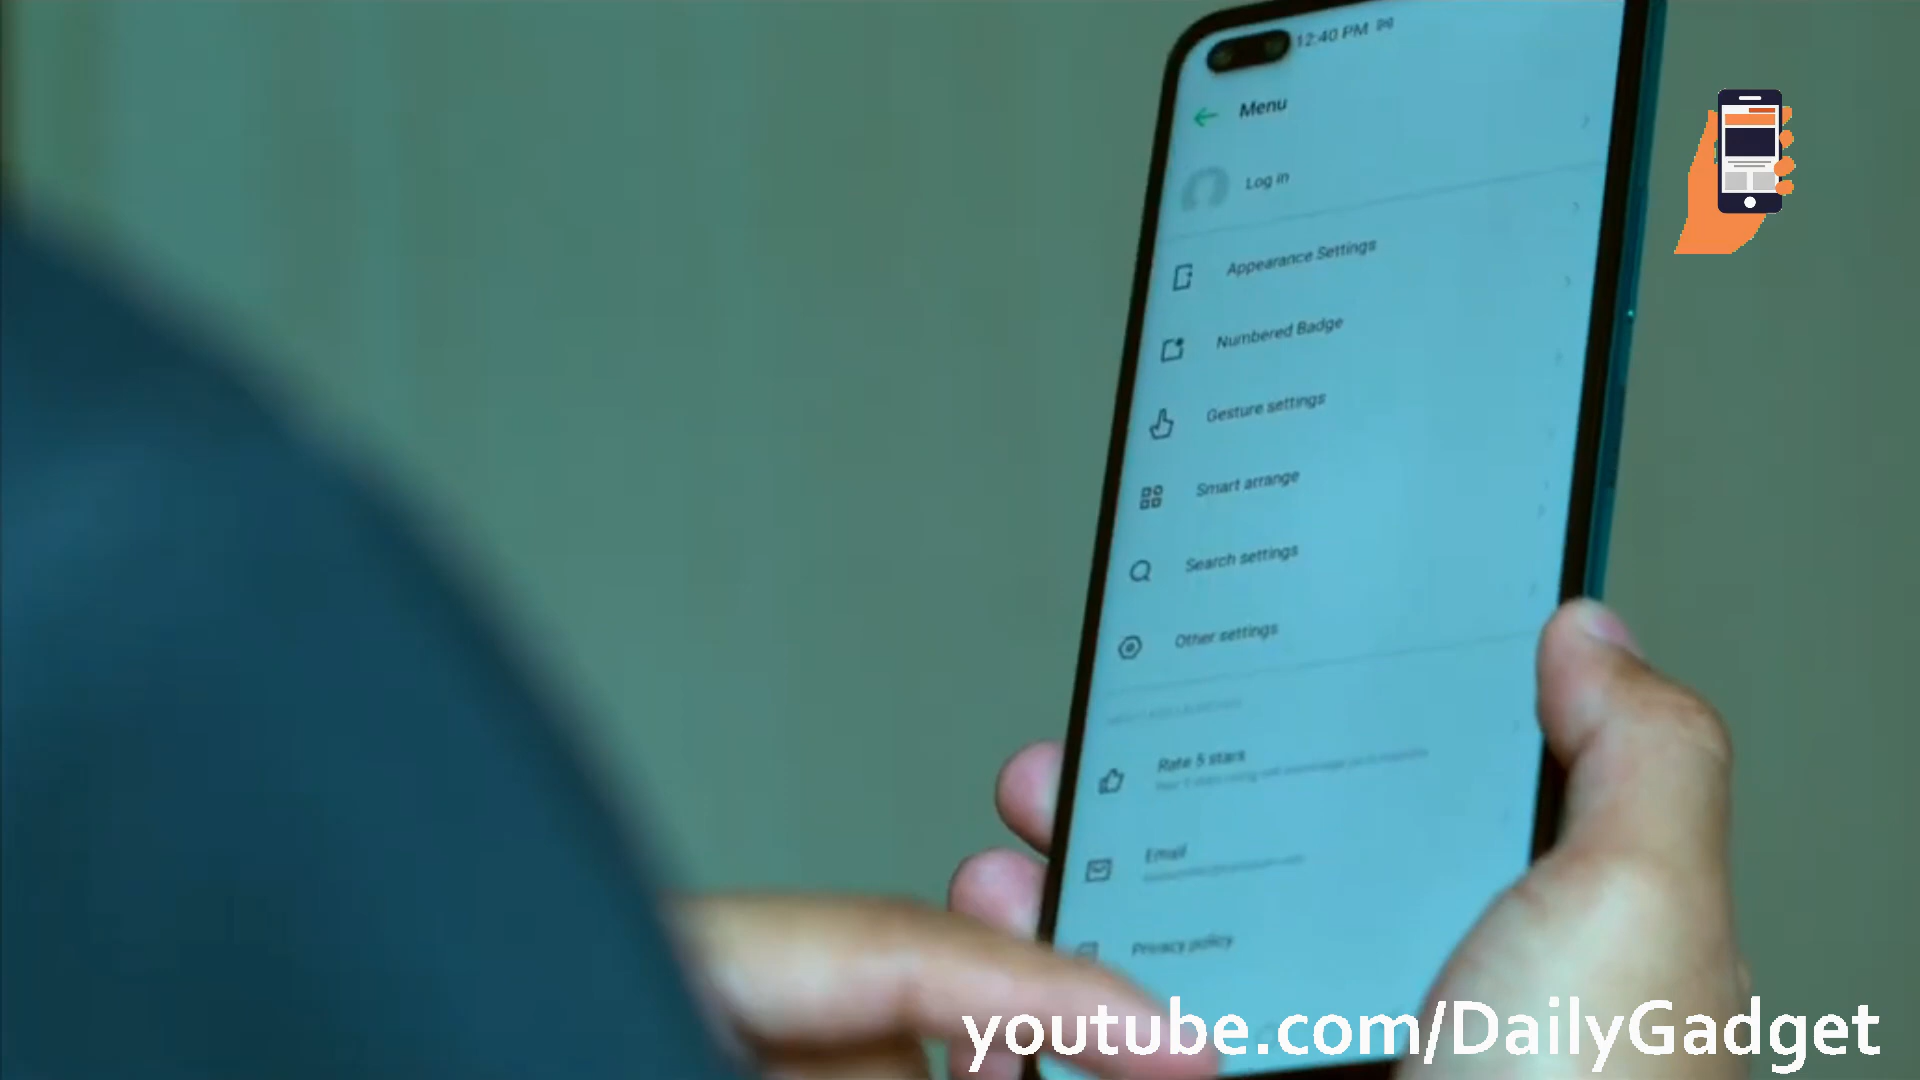 12:40 PM
Menu
Log in
Appearance Settings
Numbered Badge
Gesture settings
Smart arrange
Search settings
Other settings
Rate 5 stars
Email
Privacy policy
youtube.com/DailyGadget